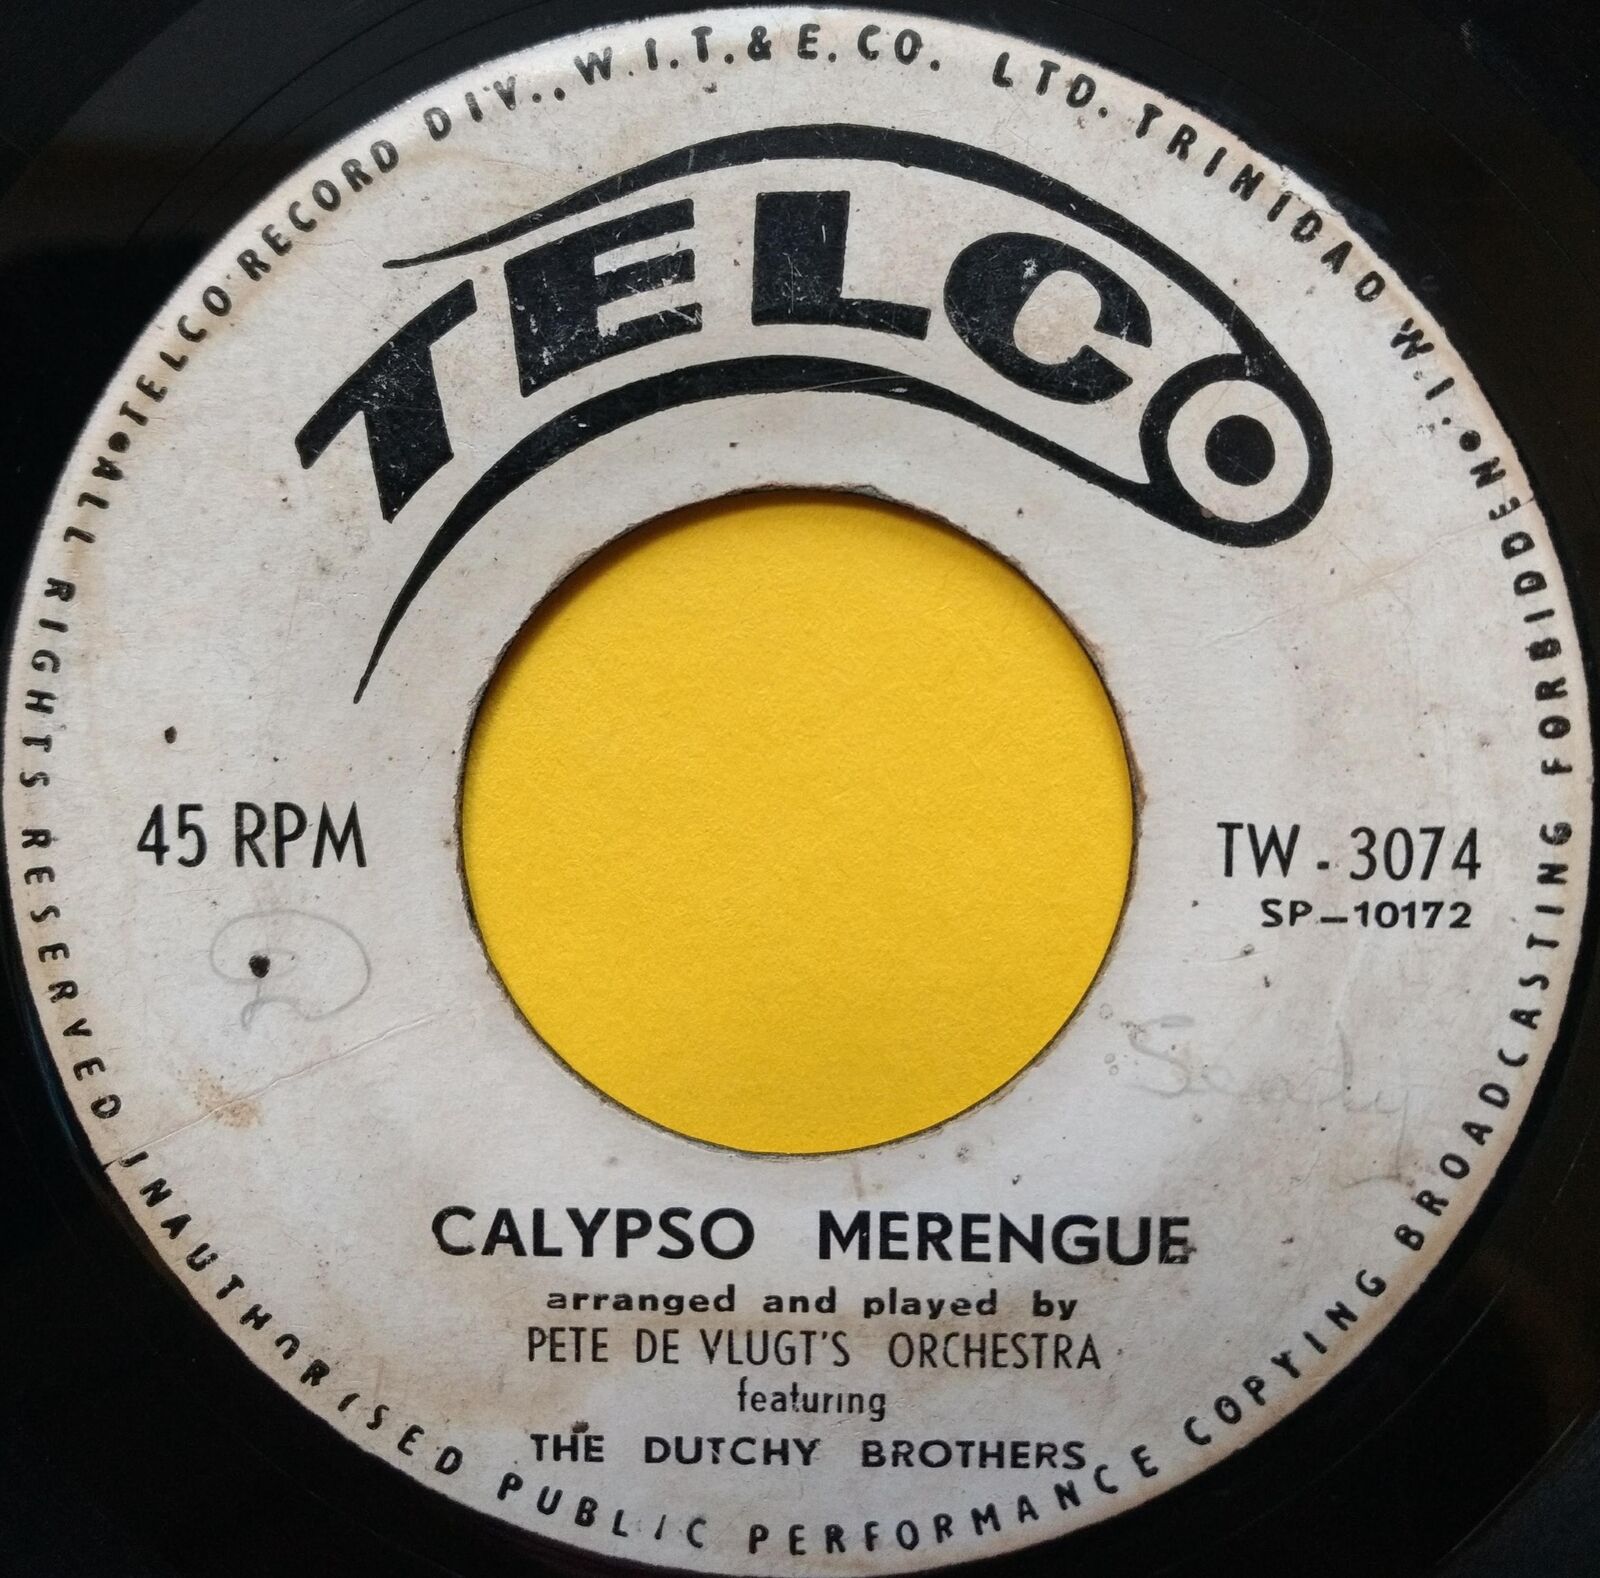 TELCO RECORD DIV., W.I.T. & E. CO. LTD. TRINIDAD W.I.
TELCO
45 RPM
TW - 3074
SP-10172
CALYPSO MERENGUE
arranged and played by
PETE DE VLUGT'S ORCHESTRA
featuring
THE DUTCHY BROTHERS
ALL RIGHTS RESERVED INAUTHORISED PUBLIC PERFORMANCE COPYING BROADCASTING FORBIDDEN